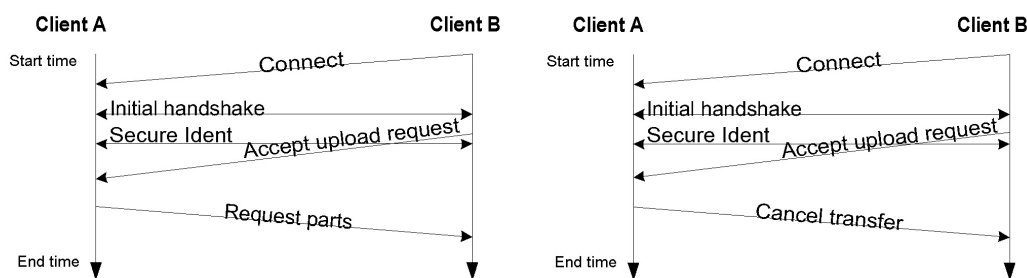 Client A
Client B
Start time
Connect
Initial handshake
Secure Ident
Accept upload request
Request parts
End time
Client A
Client B
Start time
Connect
Initial handshake
Secure Ident
Accept upload request
Cancel transfer
End time